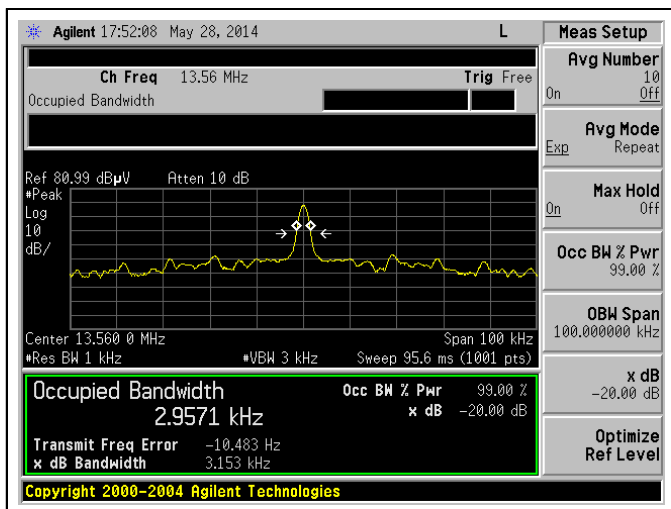 Agilent 17:52:08 May 28, 2014 L
Ch Freq 13.56 MHz Trig Free
Occupied Bandwidth
Ref 80.99 dBµV Atten 10 dB
#Peak
Log
10
dB/
Center 13.560 0 MHz Span 100 kHz
#Res BW 1 kHz #VBW 3 kHz Sweep 95.6 ms (1001 pts)
Occupied Bandwidth Occ BW % Pwr 99.00 %
2.9571 kHz x dB -20.00 dB
Transmit Freq Error -10.483 Hz
x dB Bandwidth 3.153 kHz
Copyright 2000-2004 Agilent Technologies
Meas Setup
Avg Number
10
On Off
Avg Mode
Exp Repeat
Max Hold
On Off
Occ BW % Pwr
99.00 %
OBW Span
100.000000 kHz
x dB
-20.00 dB
Optimize
Ref Level